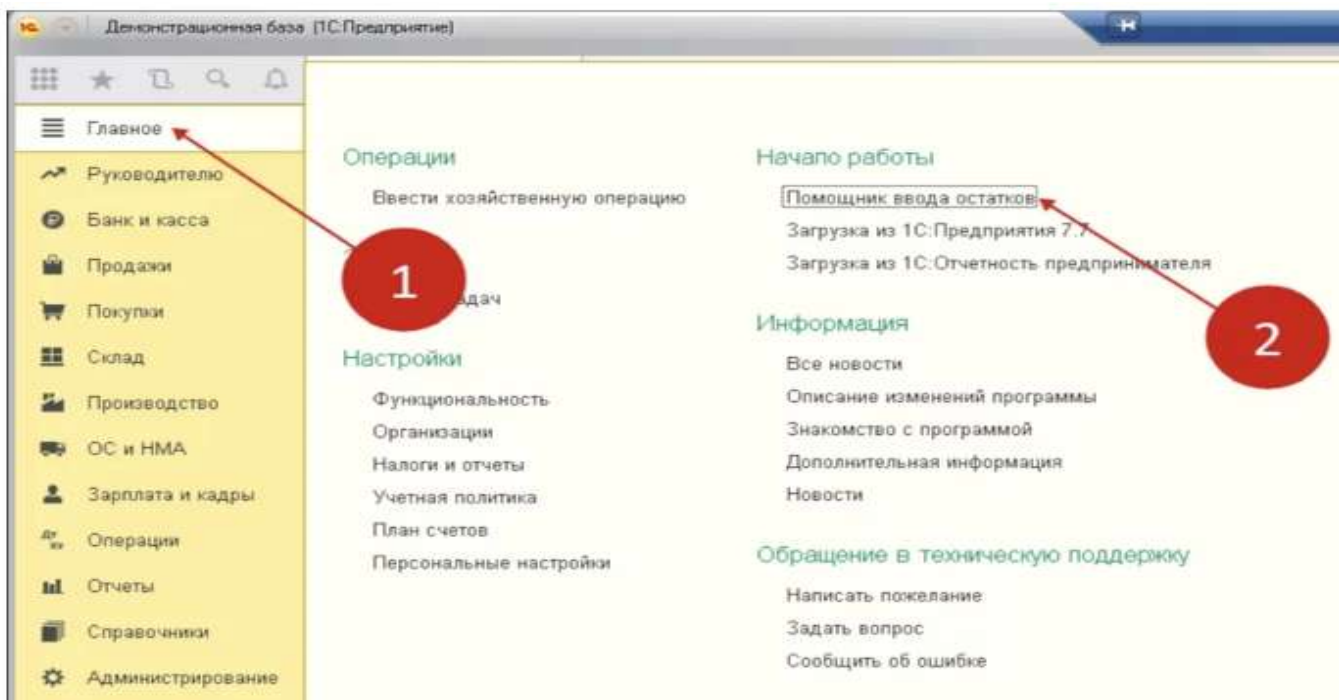 1С Демонстрационная база (1С:Предприятие)
Главное
Руководителю
Банк и касса
Продажи
Покупки
Склад
Производство
ОС и НМА
Зарплата и кадры
Операции
Отчеты
Справочники
Администрирование
Операции
Ввести хозяйственную операцию
адач
Настройки
Функциональность
Организации
Налоги и отчеты
Учетная политика
План счетов
Персональные настройки
Начало работы
Помощник ввода остатков
Загрузка из 1С:Предприятия 7.7
Загрузка из 1С:Отчетность предпринимателя
Информация
Все новости
Описание изменений программы
Знакомство с программой
Дополнительная информация
Новости
Обращение в техническую поддержку
Написать пожелание
Задать вопрос
Сообщить об ошибке
1
2